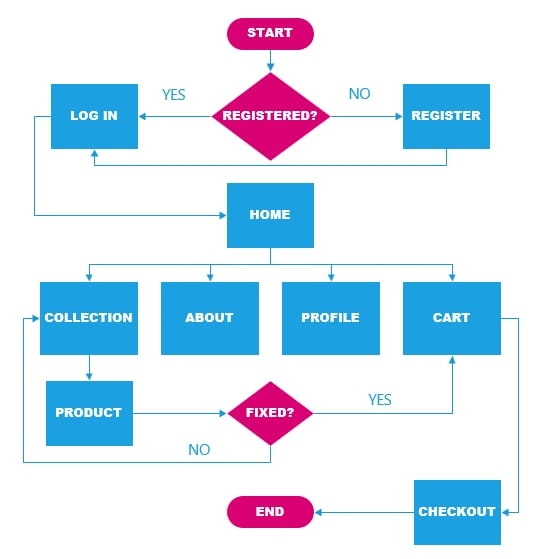 START
YES
NO
LOG IN
REGISTERED?
REGISTER
HOME
COLLECTION
ABOUT
PROFILE
CART
PRODUCT
FIXED?
YES
NO
END
CHECKOUT